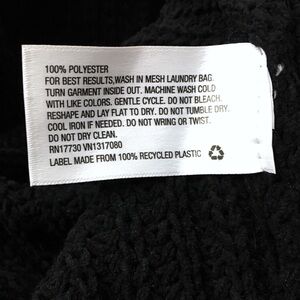 100% POLYESTER
FOR BEST RESULTS,WASH IN MESH LAUNDRY BAG.
TURN GARMENT INSIDE OUT. MACHINE WASH COLD
WITH LIKE COLORS. GENTLE CYCLE. DO NOT BLEACH.
RESHAPE AND LAY FLAT TO DRY. DO NOT TUMBLE DRY.
COOL IRON IF NEEDED. DO NOT WRING OR TWIST.
DO NOT DRY CLEAN.
RN17730 VN1317080
LABEL MADE FROM 100% RECYCLED PLASTIC